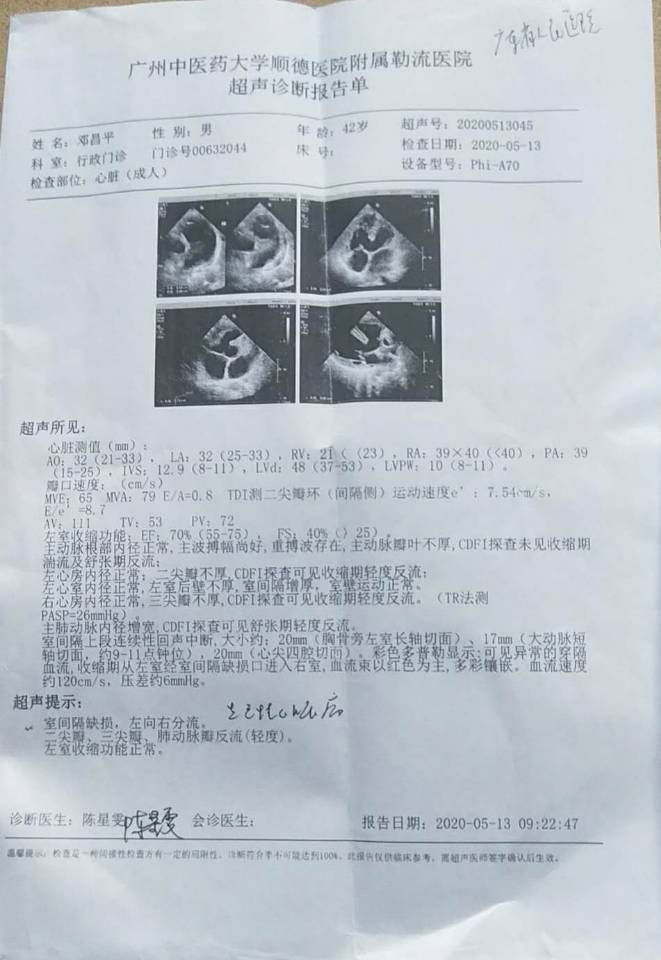 广东省人民医院
广州中医药大学顺德医院附属勒流医院
超声诊断报告单
姓 名：邓昌平 性 别：男 年 龄：42岁 超声号：20200513045
科 室：行政门诊 门诊号00632044 床 号： 检查日期：2020-05-13
检查部位：心脏（成人） 设备型号：Phi-A70
超声所见：
心脏测值（mm）：
AO：32（21-33）， LA：32（25-33），RV：21（〈23），RA：39×40（<40），PA：39
（15-25），IVS：12.9（8-11），LVd：48（37-53），LVPW：10（8-11）。
瓣口速度：（cm/s）
MVE：65 MVA：79 E/A=0.8 TDI测二尖瓣环（间隔侧）运动速度e'：7.54cm/s，
E/e' =8.7
AV：111 TV：53 PV：72
左室收缩功能：EF：70%（55-75）， FS：40%（〉25）。
主动脉根部内径正常，主波搏幅尚好，重搏波存在，主动脉瓣叶不厚，CDFI探查未见收缩期
湍流及舒张期反流；
左心房内径正常；二尖瓣不厚，CDFI探查可见收缩期轻度反流；
左心室内径正常，左室后壁不厚，室间隔增厚，室壁运动正常。
右心房内径正常，三尖瓣不厚，CDFI探查可见收缩期轻度反流。（TR法测
PASP=26mmHg）。
主肺动脉内径增宽，CDFI探查可见舒张期轻度反流。
室间隔上段连续性回声中断，大小约：20mm（胸骨旁左室长轴切面）、17mm（大动脉短
轴切面，约9-11点钟位），20mm（心尖四腔切面）。彩色多普勒显示：可见异常的穿隔
血流，收缩期从左室经室间隔缺损口进入右室，血流束以红色为主，多彩镶嵌。血流速度
约120cm/s，压差约6mmHg。
超声提示： 先天性心脏病
室间隔缺损，左向右分流。
二尖瓣、三尖瓣、肺动脉瓣反流(轻度)。
左室收缩功能正常。
诊断医生：陈星雯 陈星雯 会诊医生： 报告日期：2020-05-13 09:22:47
温馨提示：检查是一种间接性检查方有一定的局限性，诊断符合率不可能达到100%，此报告仅供临床参考，需超声医师签字确认后生效。